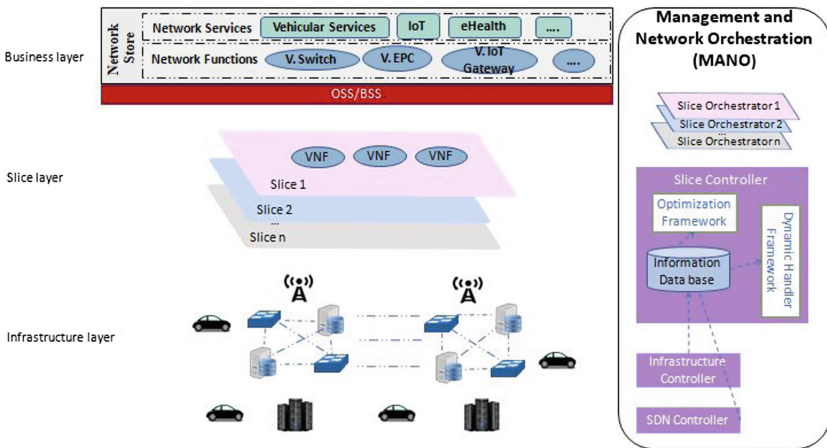 Business layer
Network
Store
Network Services
Vehicular Services
IoT
eHealth
....
Network Functions
V. Switch
V. EPC
V. IoT
Gateway
....
OSS/BSS
Slice layer
VNF
VNF
VNF
Slice 1
Slice 2
...
Slice n
Infrastructure layer
Management and
Network Orchestration
(MANO)
Slice Orchestrator 1
Slice Orchestrator 2
...
Slice Orchestrator n
Slice Controller
Optimization
Framework
Dynamic Handler
Framework
Information
Data base
Infrastructure
Controller
SDN Controller